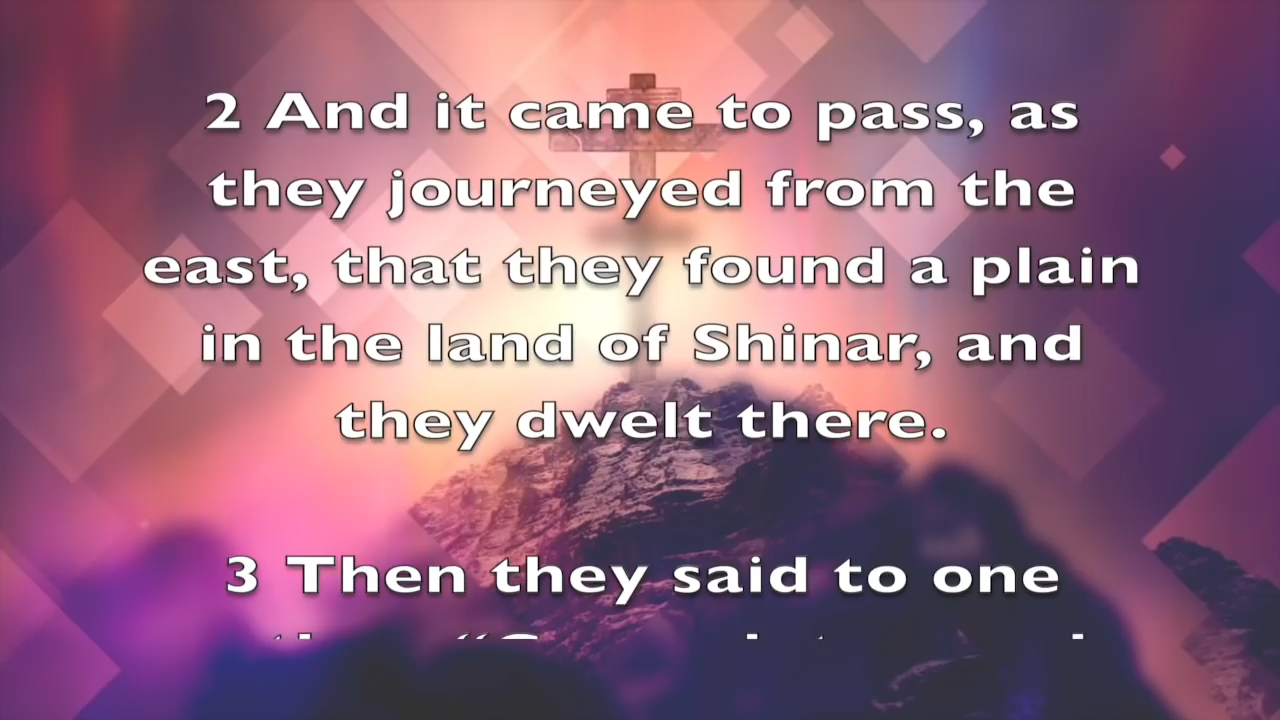 2 And it came to pass, as
they journeyed from the
east, that they found a plain
in the land of Shinar, and
they dwelt there.
3 Then they said to one